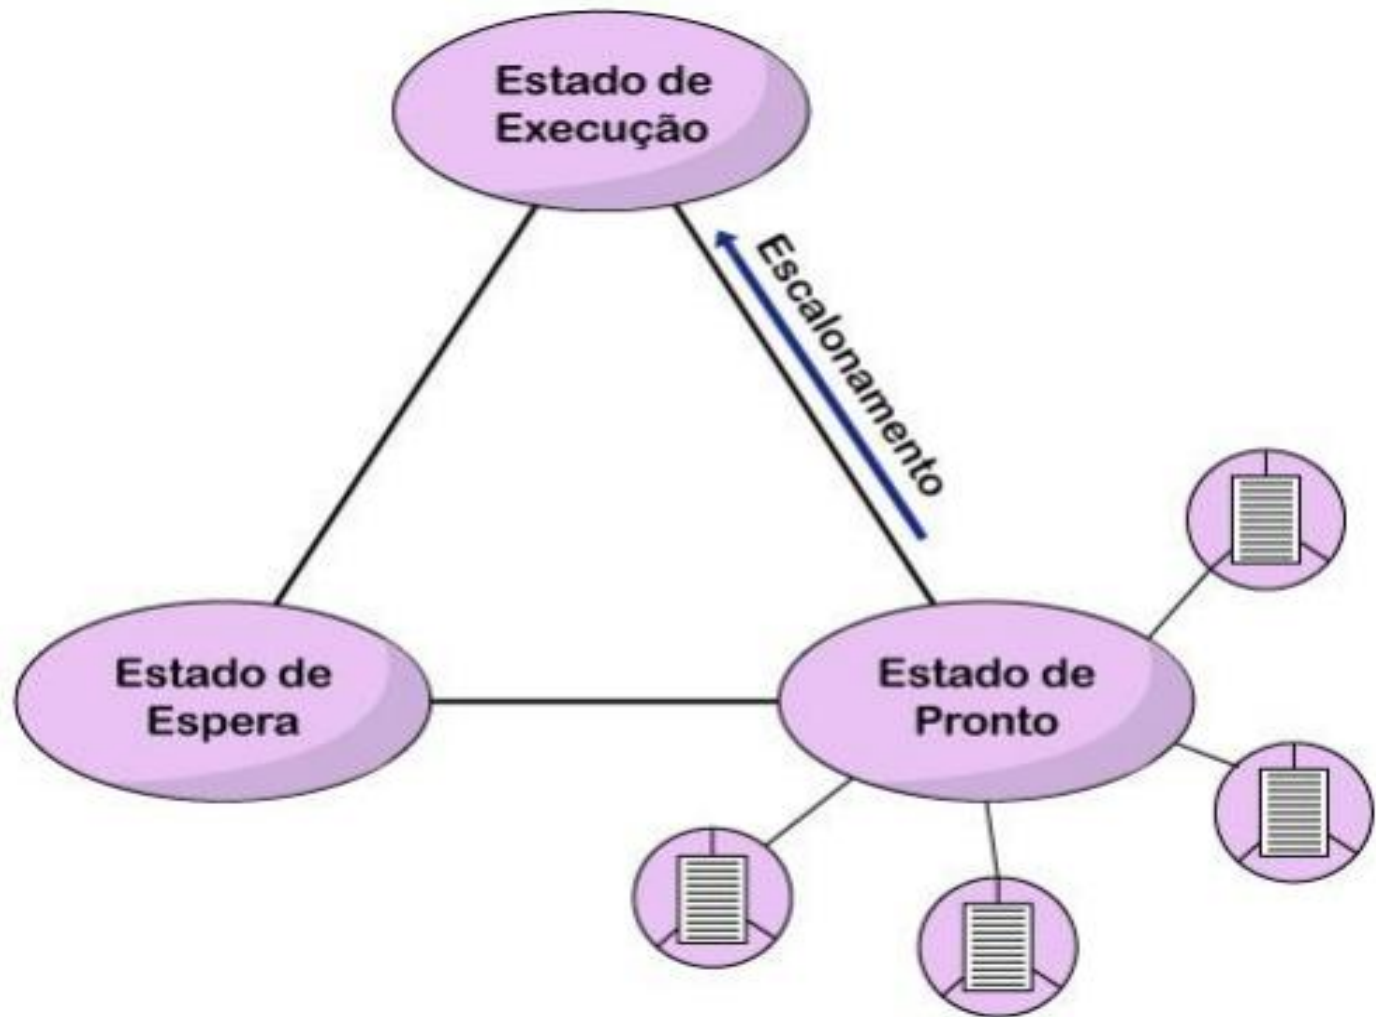 Estado de
Execução
Escalonamento
Estado de
Espera
Estado de
Pronto